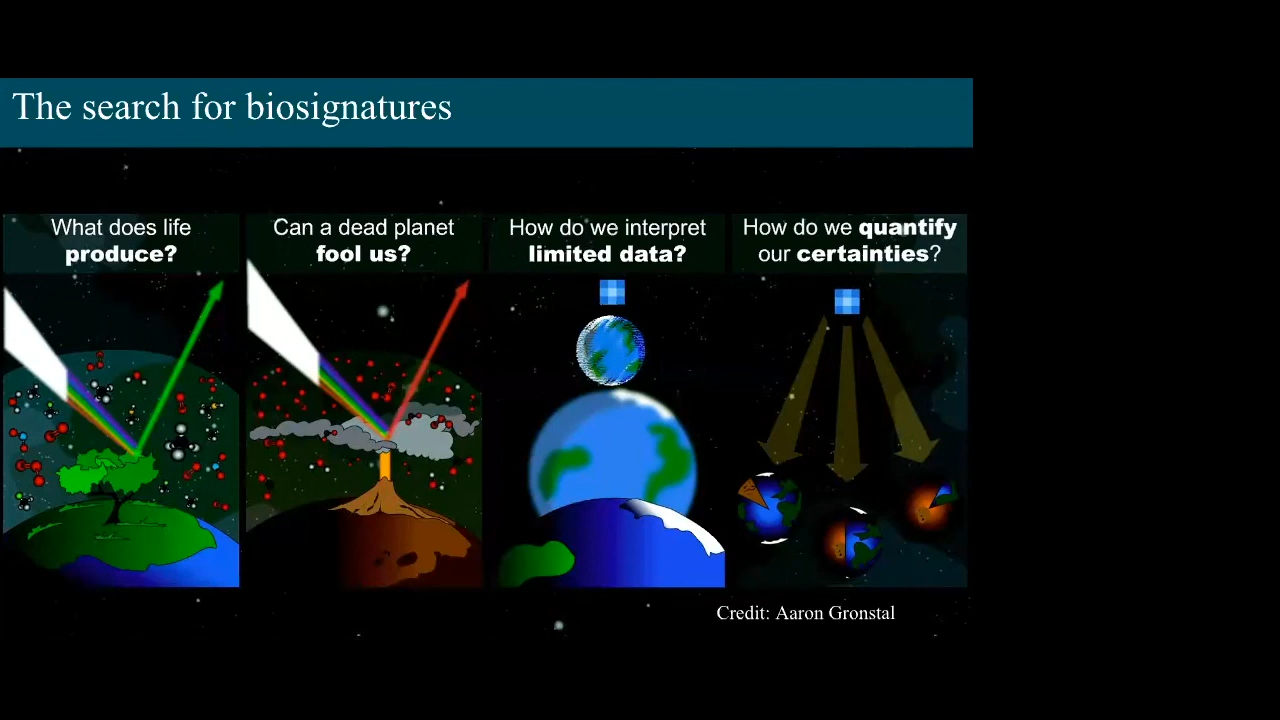 The search for biosignatures
What does life
produce?
Can a dead planet
fool us?
How do we interpret
limited data?
How do we quantify
our certainties?
Credit: Aaron Gronstal